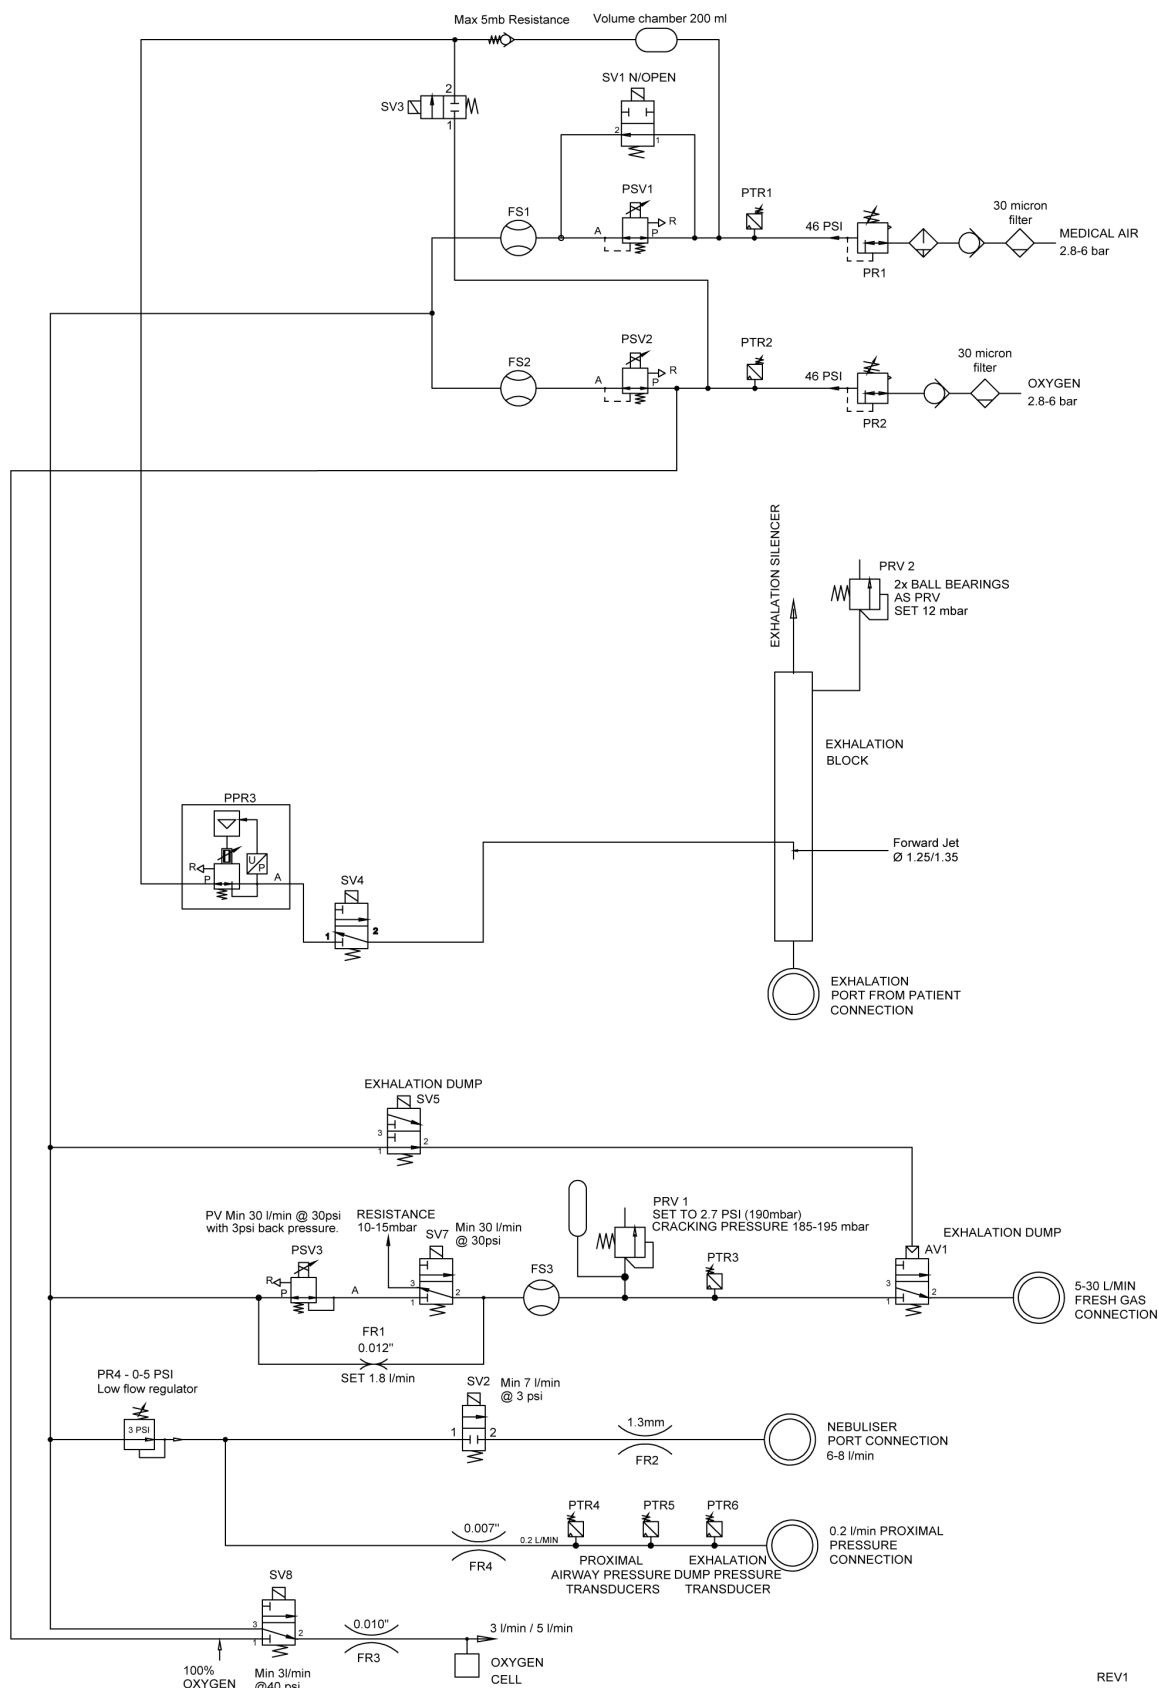 Max 5mb Resistance
Volume chamber 200 ml
SV1 N/OPEN
SV3
2
1
2
1
PSV1
PTR1
FS1
A
P
R
46 PSI
PR1
30 micron
filter
MEDICAL AIR
2.8-6 bar
PSV2
PTR2
FS2
A
P
R
46 PSI
PR2
30 micron
filter
OXYGEN
2.8-6 bar
EXHALATION SILENCER
PRV 2
2x BALL BEARINGS
AS PRV
SET 12 mbar
EXHALATION
BLOCK
Forward Jet
Ø 1.25/1.35
PPR3
R
P
U
P
A
SV4
1
2
EXHALATION
PORT FROM PATIENT
CONNECTION
EXHALATION DUMP
SV5
3
1
2
PV Min 30 l/min @ 30psi
with 3psi back pressure.
PSV3
R
P
A
RESISTANCE
10-15mbar
SV7
Min 30 l/min
@ 30psi
3
1
2
FS3
PRV 1
SET TO 2.7 PSI (190mbar)
CRACKING PRESSURE 185-195 mbar
PTR3
EXHALATION DUMP
AV1
3
1
2
5-30 L/MIN
FRESH GAS
CONNECTION
FR1
0.012"
SET 1.8 l/min
PR4 - 0-5 PSI
Low flow regulator
3 PSI
SV2
Min 7 l/min
@ 3 psi
1
2
1.3mm
FR2
NEBULISER
PORT CONNECTION
6-8 l/min
0.007"
FR4
0.2 L/MIN
PTR4
PTR5
PTR6
PROXIMAL
AIRWAY PRESSURE
TRANSDUCERS
EXHALATION
DUMP PRESSURE
TRANSDUCER
0.2 l/min PROXIMAL
PRESSURE
CONNECTION
SV8
3
1
2
100%
OXYGEN
Min 3l/min
@40 psi
0.010"
FR3
3 l/min / 5 l/min
OXYGEN
CELL
REV1